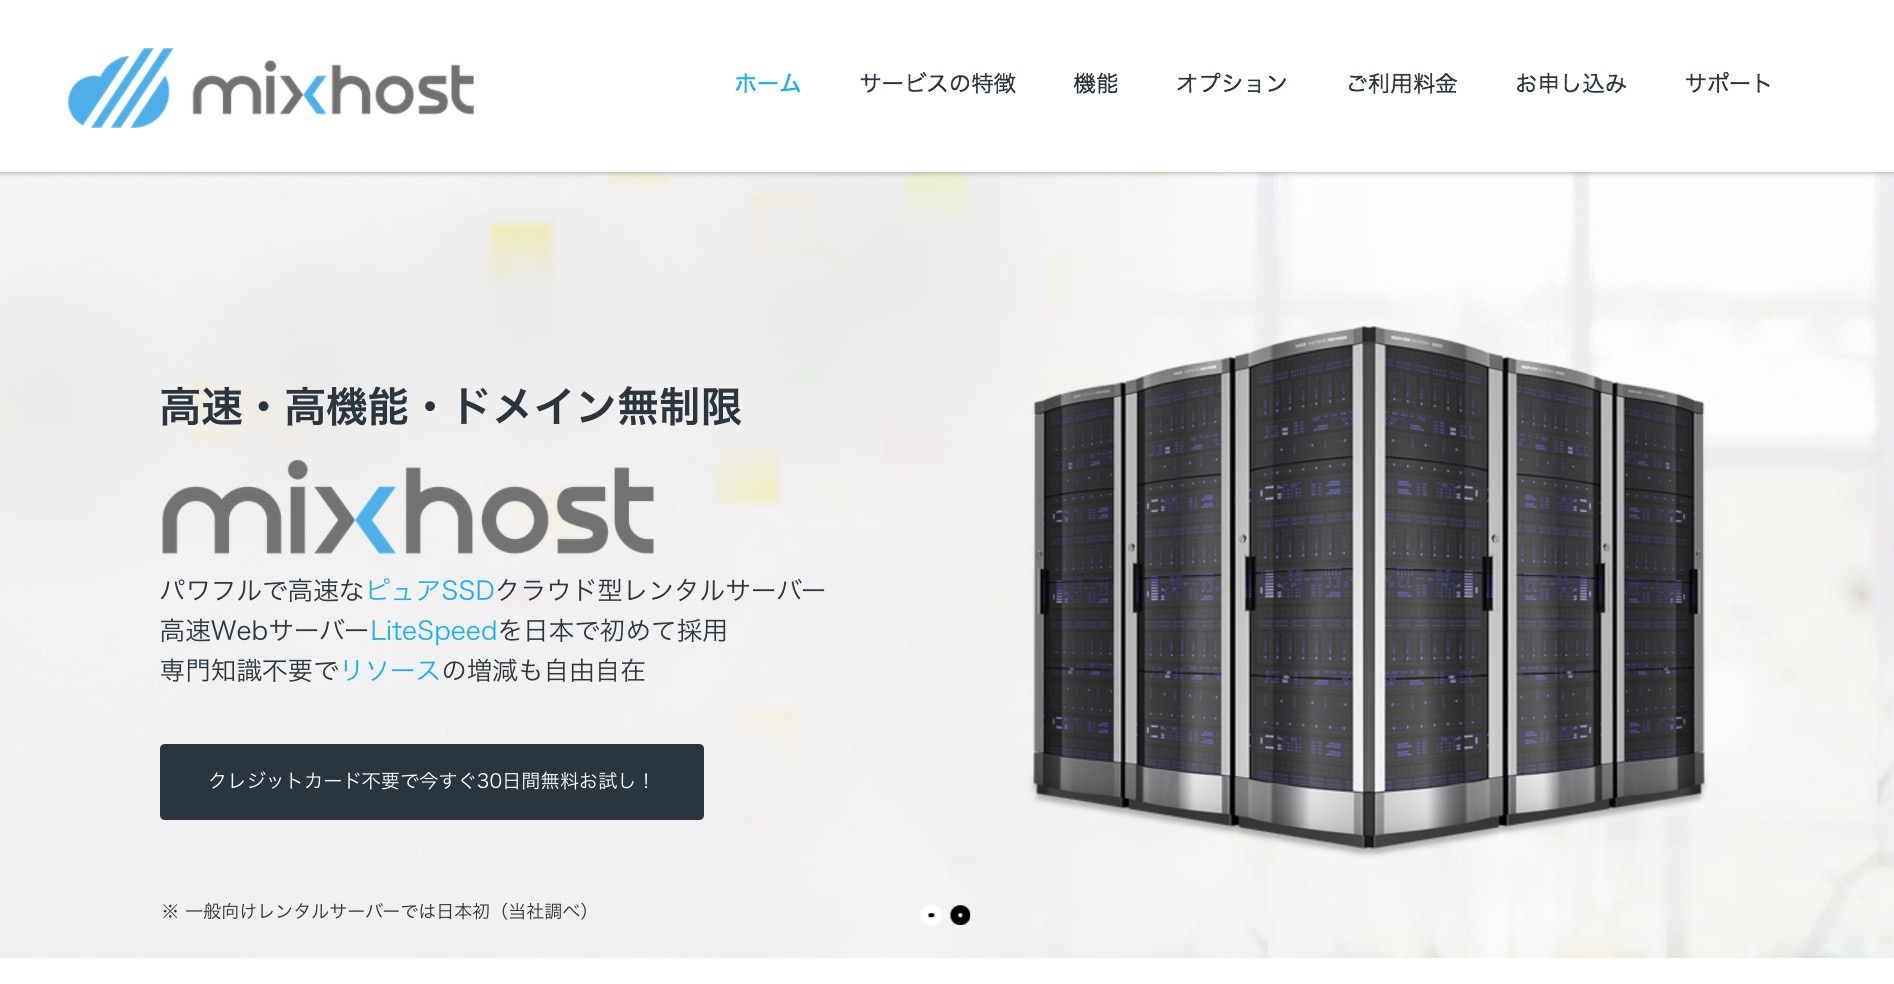 mixhost
ホーム
サービスの特徴
機能
オプション
ご利用料金
お申し込み
サポート
高速・高機能・ドメイン無制限
mixhost
パワフルで高速なピュアSSDクラウド型レンタルサーバー
高速WebサーバーLiteSpeedを日本で初めて採用
専門知識不要でリソースの増減も自由自在
クレジットカード不要で今すぐ30日間無料お試し！
※ 一般向けレンタルサーバーでは日本初（当社調べ）